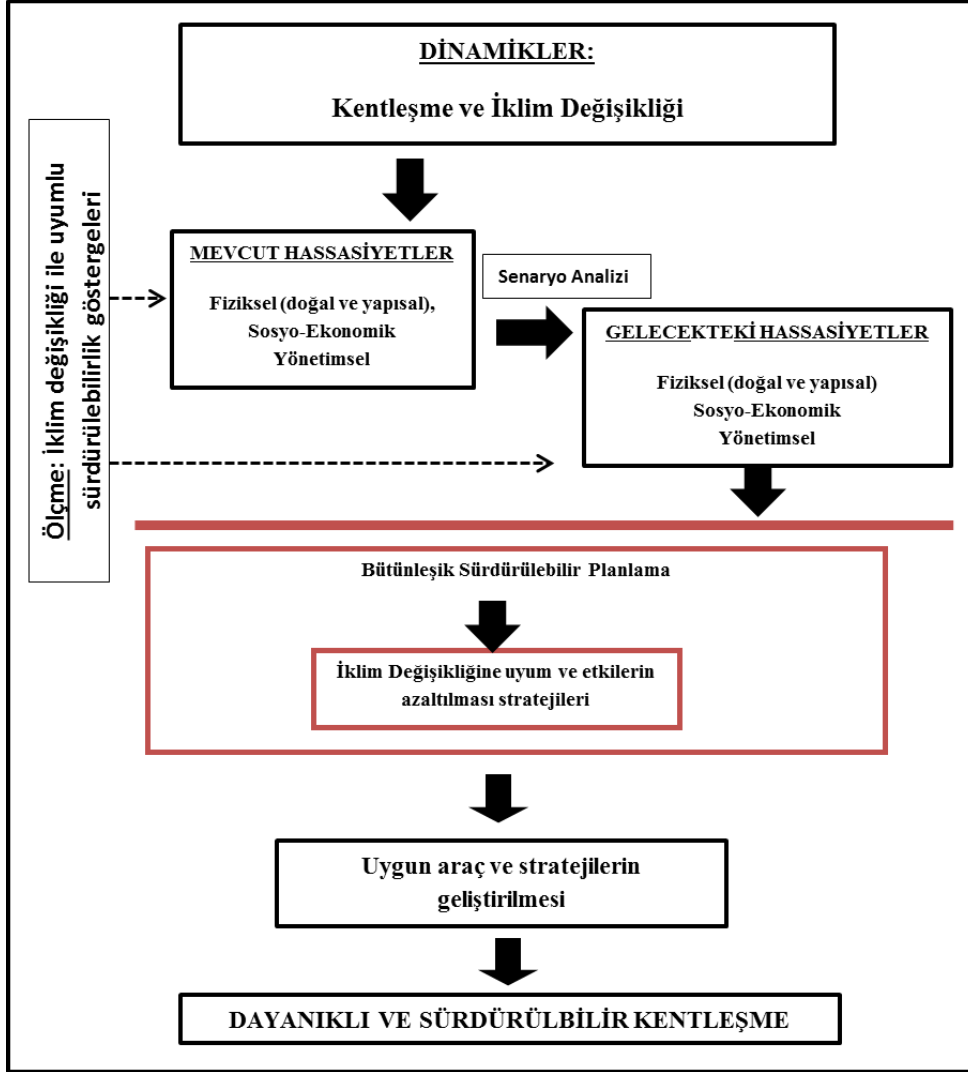 DİNAMİKLER:
Kentleşme ve İklim Değişikliği
Ölçme: İklim değişikliği ile uyumlu
sürdürülebilirlik göstergeleri
MEVCUT HASSASİYETLER
Fiziksel (doğal ve yapısal),
Sosyo-Ekonomik
Yönetimsel
Senaryo Analizi
GELECEKTEKİ HASSASİYETLER
Fiziksel (doğal ve yapısal)
Sosyo-Ekonomik
Yönetimsel
Bütünleşik Sürdürülebilir Planlama
İklim Değişikliğine uyum ve etkilerin
azaltılması stratejileri
Uygun araç ve stratejilerin
geliştirilmesi
DAYANIKLI VE SÜRDÜRÜLBİLİR KENTLEŞME